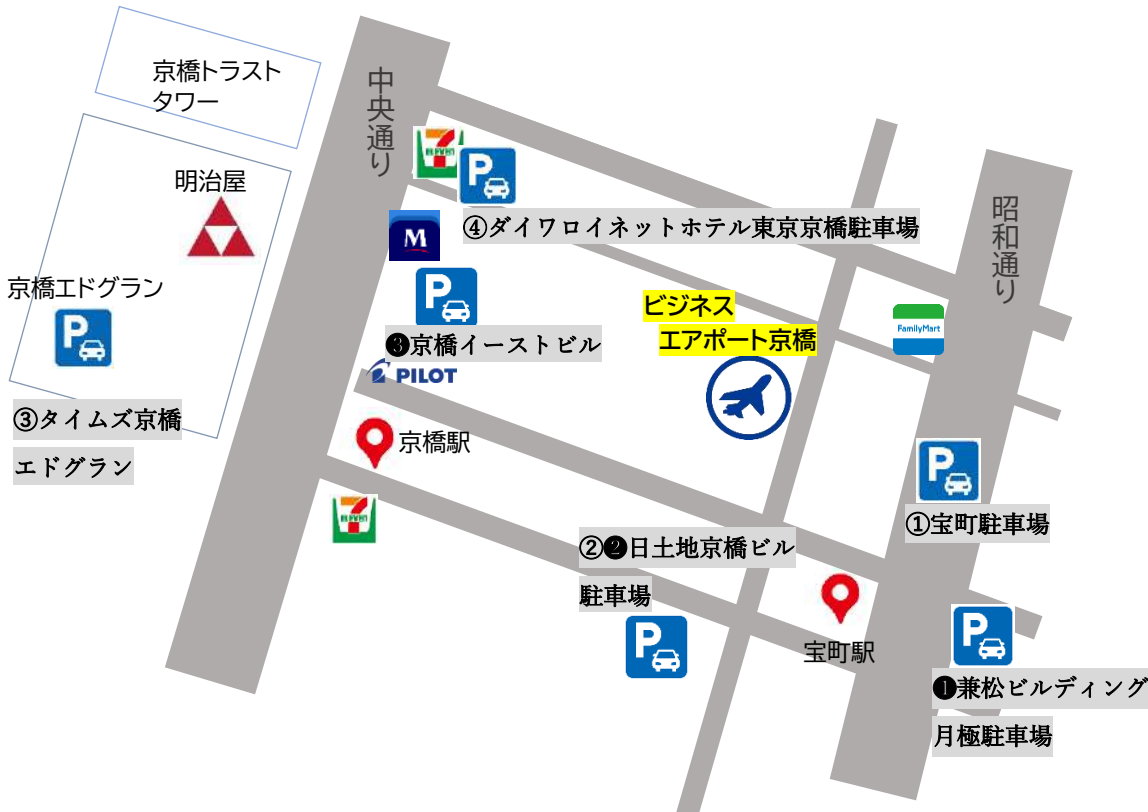 京橋トラスト
タワー
中央通り
明治屋
京橋エドグラン
P
③タイムズ京橋
エドグラン
7
ELEVEN
P
④ダイワロイネットホテル東京京橋駐車場
M
P
❸京橋イーストビル
PILOT
京橋駅
7
ELEVEN
昭和通り
ビジネス
エアポート京橋
FamilyMart
P
①宝町駐車場
②❷日土地京橋ビル
駐車場
P
宝町駅
P
❶兼松ビルディング
月極駐車場